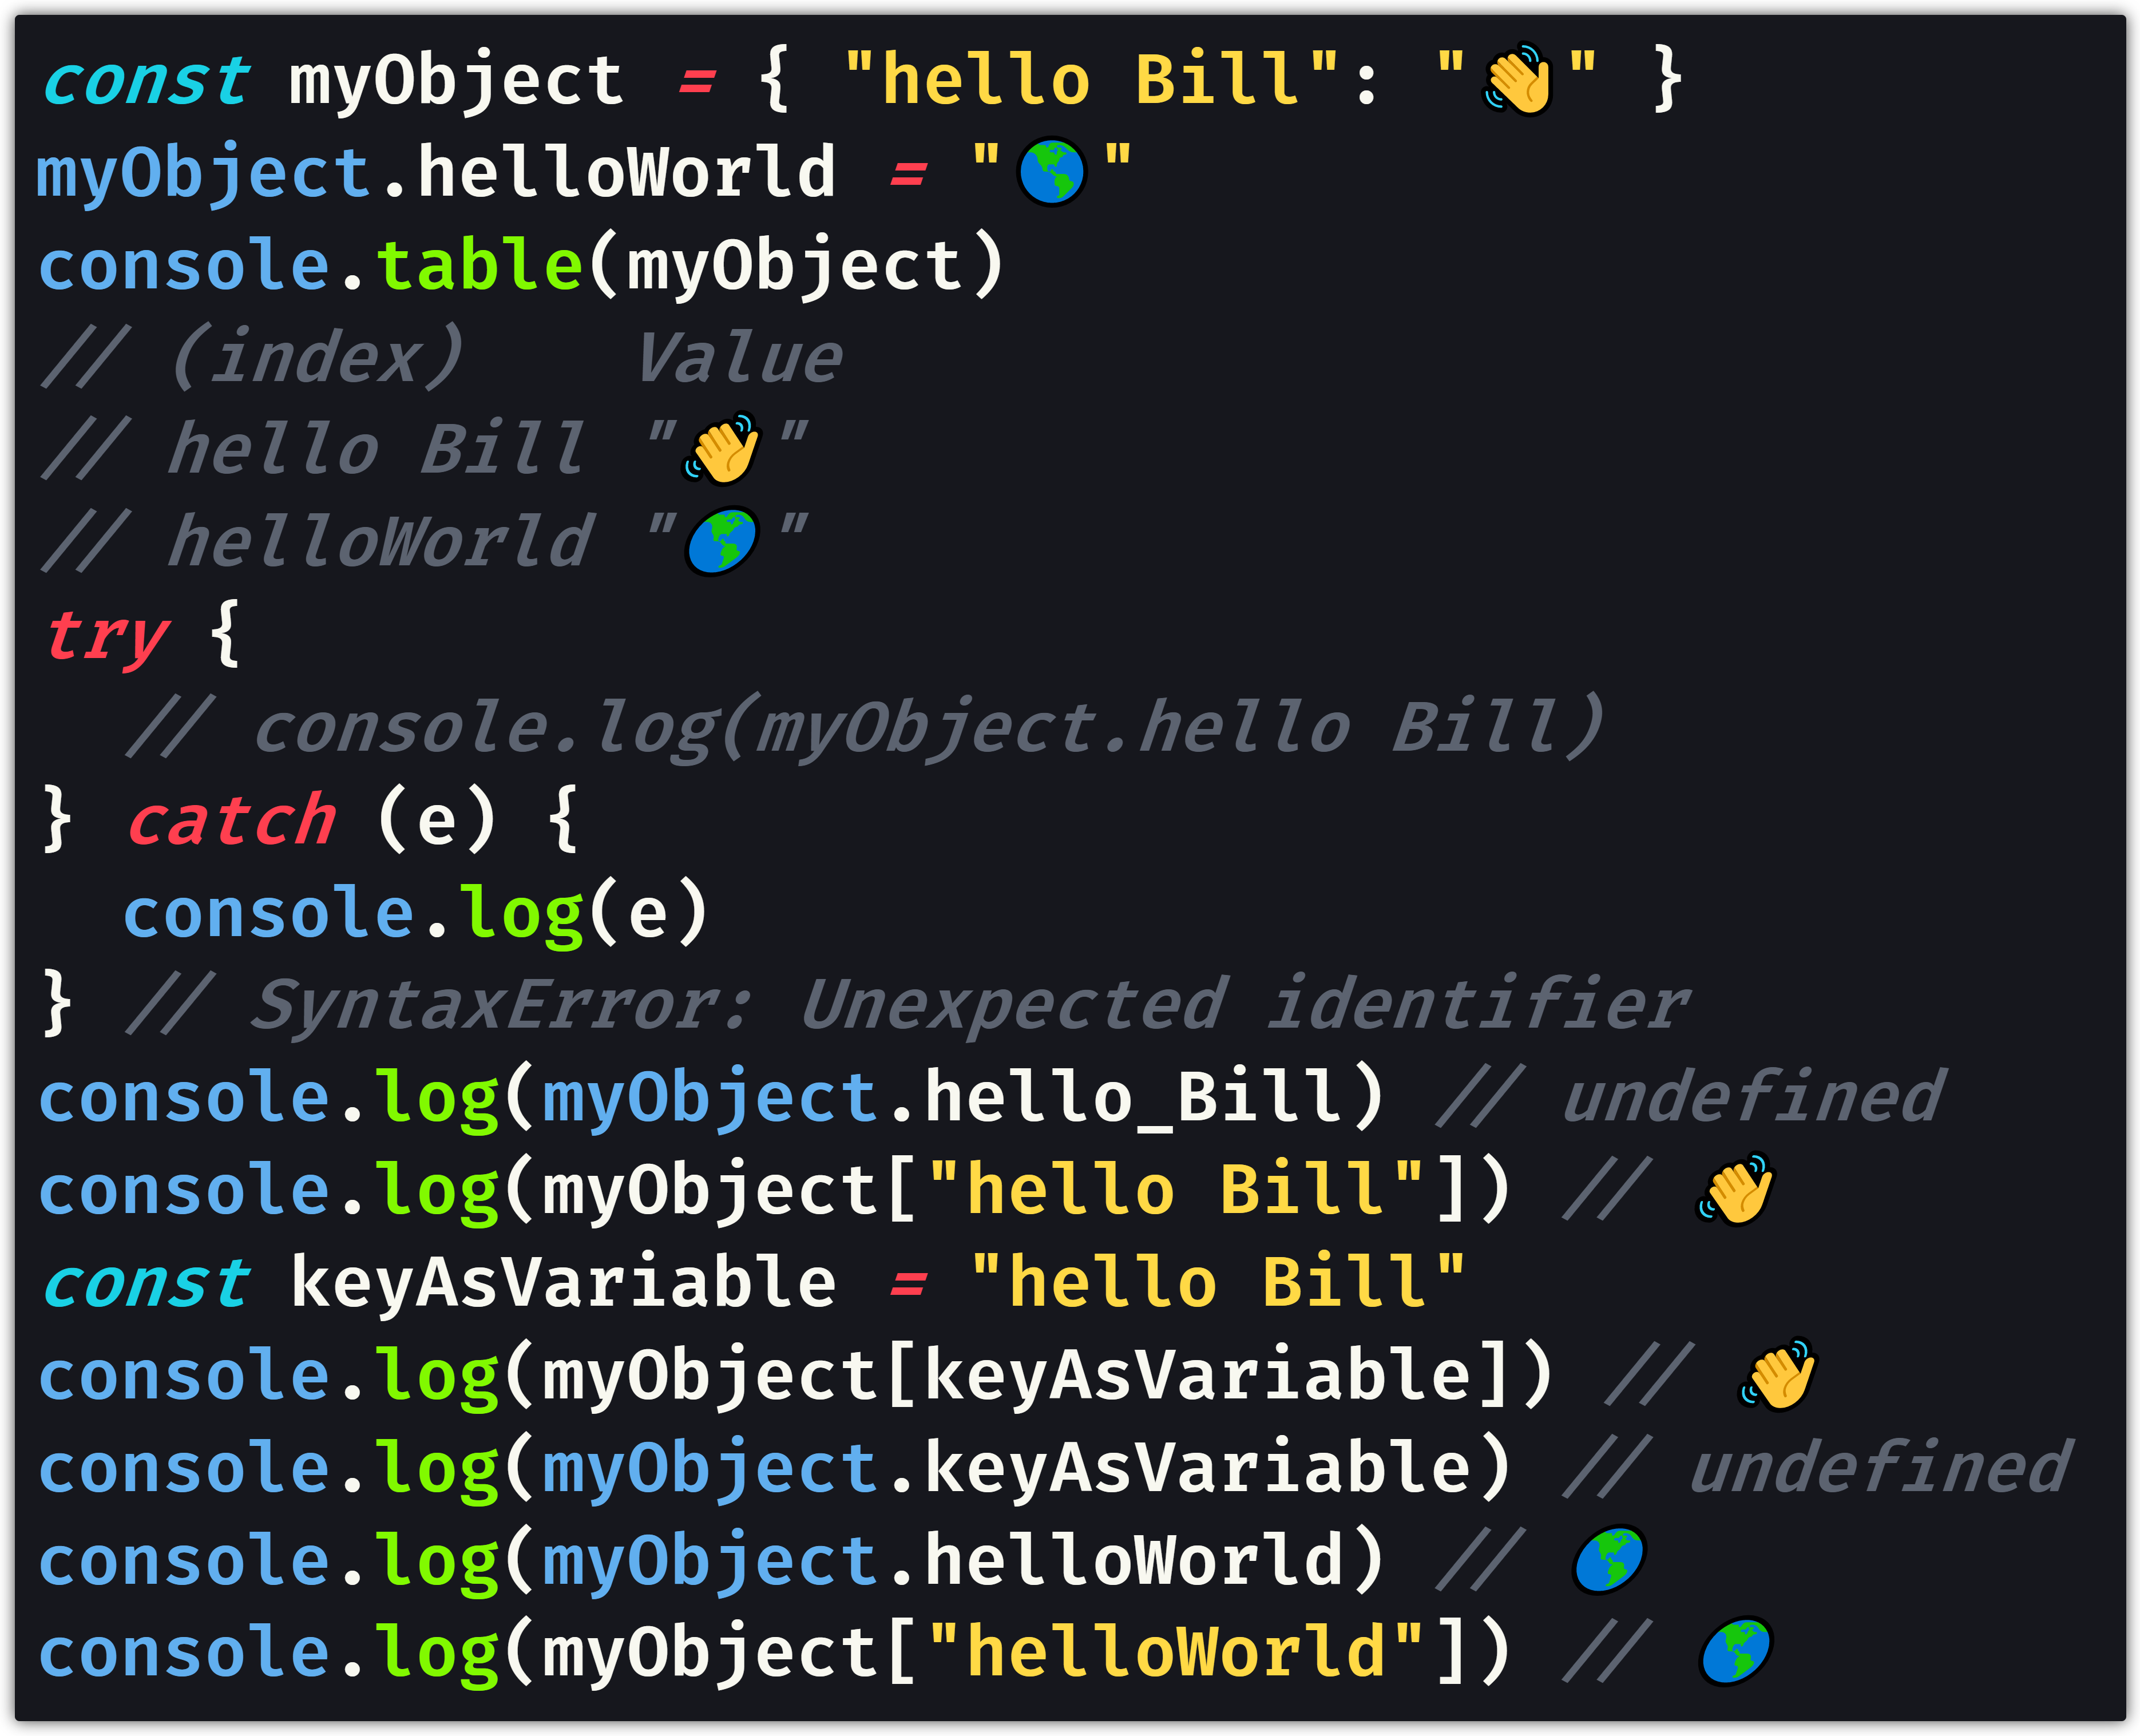 const myObject = { "hello Bill": "👋" }
myObject.helloWorld = "🌎"
console.table(myObject)
// (index)    Value
// hello Bill "👋"
// helloWorld "🌎"
try {
  // console.log(myObject.hello Bill)
} catch (e) {
  console.log(e)
} // SyntaxError: Unexpected identifier
console.log(myObject.hello_Bill) // undefined
console.log(myObject["hello Bill"]) // 👋
const keyAsVariable = "hello Bill"
console.log(myObject[keyAsVariable]) // 👋
console.log(myObject.keyAsVariable) // undefined
console.log(myObject.helloWorld) // 🌎
console.log(myObject["helloWorld"]) // 🌎